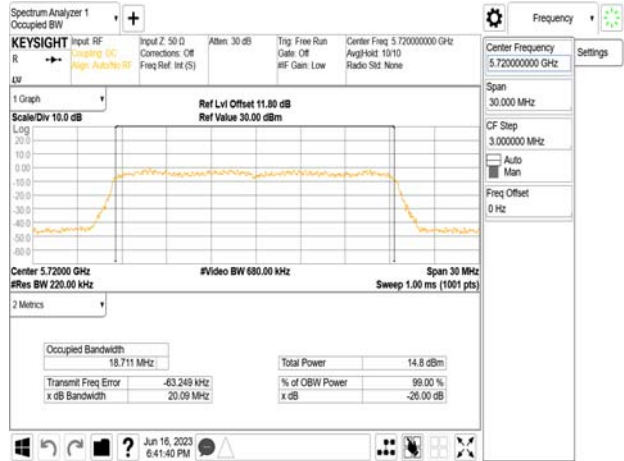 Spectrum Analyzer 1
Occupied BW
Frequency
KEYSIGHT
R
Input: RF
Coupling: DC
Align: Auto/No RF
Input Z: 50 Ω
Corrections: Off
Freq Ref: Int (S)
Atten: 30 dB
Trig: Free Run
Gate: Off
#IF Gain: Low
Center Freq: 5.720000000 GHz
Avg|Hold: 10/10
Radio Std: None
1 Graph
Scale/Div 10.0 dB
Ref Lvl Offset 11.80 dB
Ref Value 30.00 dBm
Log
20.0
10.0
0.00
-10.0
-20.0
-30.0
-40.0
-50.0
-60.0
Center 5.72000 GHz
#Res BW 220.00 kHz
#Video BW 680.00 kHz
Span 30 MHz
Sweep 1.00 ms (1001 pts)
2 Metrics
Occupied Bandwidth
18.711 MHz
Transmit Freq Error -63.249 kHz
x dB Bandwidth 20.09 MHz
Total Power 14.8 dBm
% of OBW Power 99.00 %
x dB -26.00 dB
Center Frequency
5.720000000 GHz
Settings
Span
30.000 MHz
CF Step
3.000000 MHz
Auto
Man
Freq Offset
0 Hz
?
Jun 16, 2023
6:41:40 PM